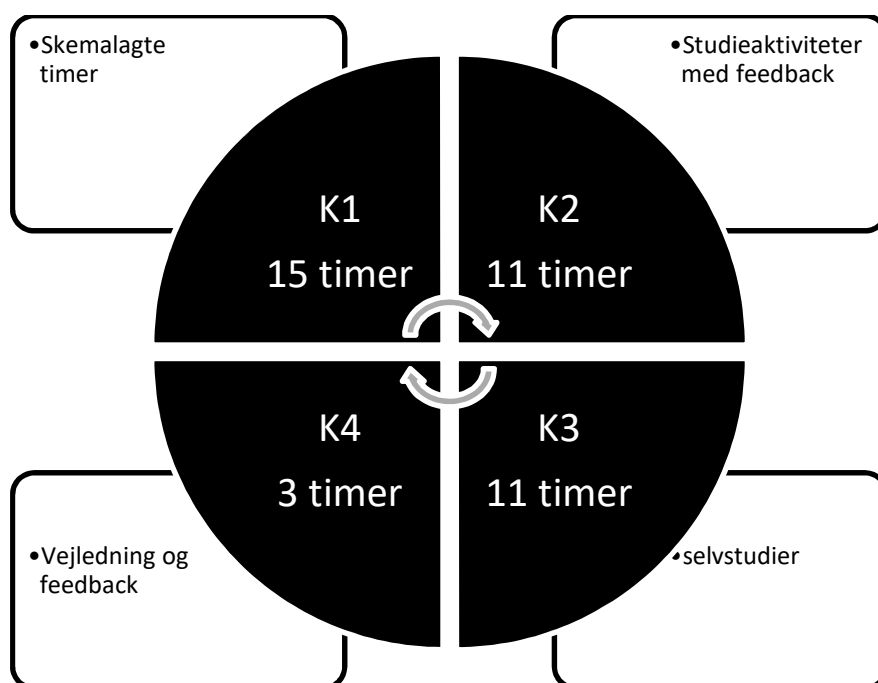 •Skemalagte
timer
•Studieaktiviteter
med feedback
K1
15 timer
K2
11 timer
K4
3 timer
K3
11 timer
•Vejledning og
feedback
•selvstudier